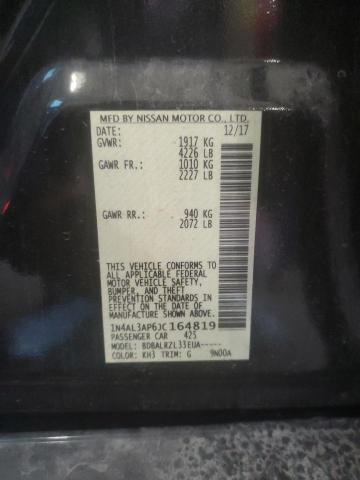 MFD BY NISSAN MOTOR CO., LTD.
DATE: 12/17
GVWR: 1917 KG
4226 LB
GAWR FR: 1010 KG
2227 LB
GAWR RR: 940 KG
2072 LB
THIS VEHICLE CONFORMS TO
ALL APPLICABLE FEDERAL
MOTOR VEHICLE SAFETY,
BUMPER, AND THEFT
PREVENTION STANDARDS IN
EFFECT ON THE DATE OF
MANUFACTURE SHOWN ABOVE.
1N4AL3AP6JC164819
PASSENGER CAR 425
MODEL: BDBALRZL33EUA-----
COLOR: KH3 TRIM: G 9N00A